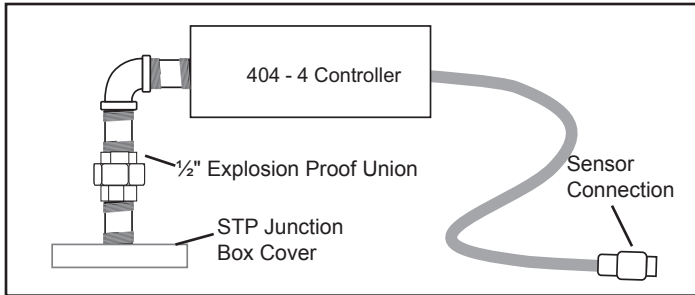 404 - 4 Controller
½" Explosion Proof Union
Sensor
Connection
STP Junction
Box Cover